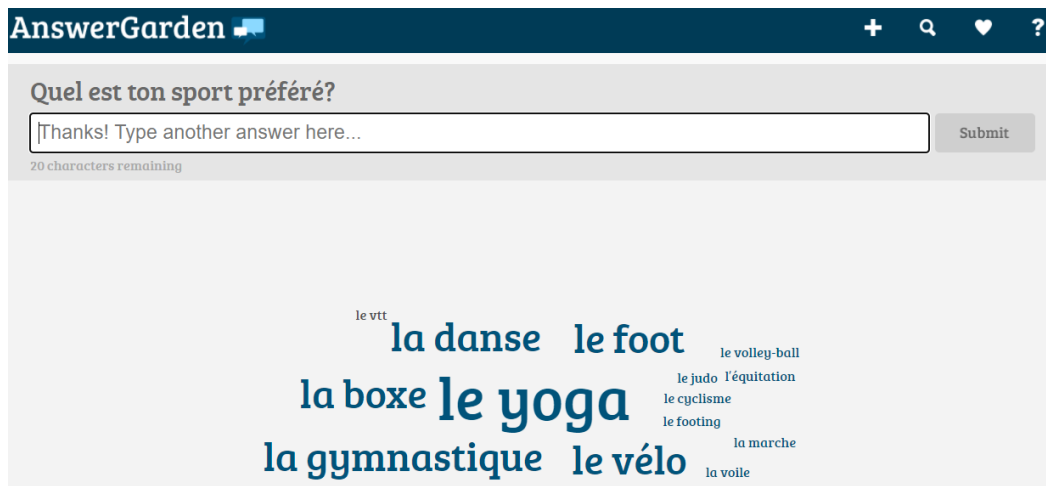 AnswerGarden
?
Quel est ton sport préféré?
Thanks! Type another answer here...
Submit
20 characters remaining
le vtt
la danse
le foot
le volley-ball
la boxe
le yoga
le judo
l'équitation
le cyclisme
le footing
la gymnastique
le vélo
la marche
la voile